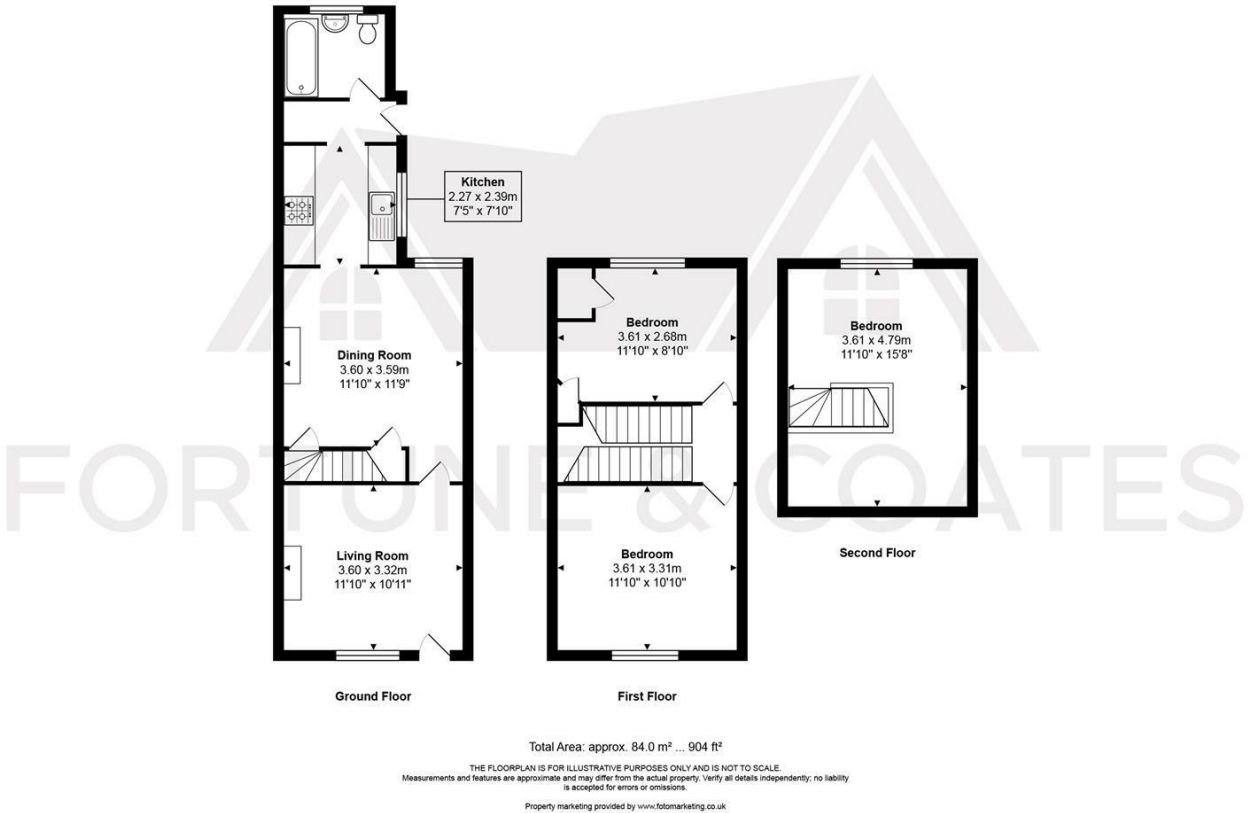 Kitchen
2.27 x 2.39m
7'5" x 7'10"
Dining Room
3.60 x 3.59m
11'10" x 11'9"
Bedroom
3.61 x 2.68m
11'10" x 8'10"
Bedroom
3.61 x 4.79m
11'10" x 15'8"
FORTUNE & COATES
Living Room
3.60 x 3.32m
11'10" x 10'11"
Bedroom
3.61 x 3.31m
11'10" x 10'10"
Second Floor
Ground Floor
First Floor
Total Area: approx. 84.0 m² ... 904 ft²
THE FLOORPLAN IS FOR ILLUSTRATIVE PURPOSES ONLY AND IS NOT TO SCALE.
Measurements and features are approximate and may differ from the actual property. Verify all details independently; no liability
is accepted for errors or omissions.
Property marketing provided by www.fotomarketing.co.uk